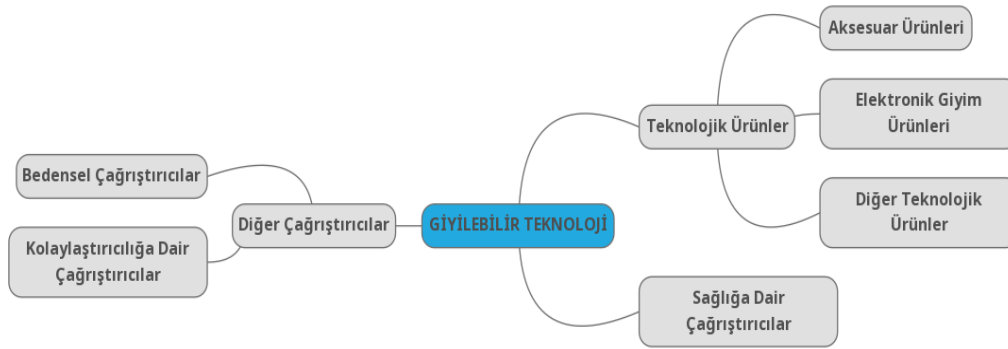 Aksesuar Ürünleri
Elektronik Giyim
Ürünleri
Teknolojik Ürünler
Bedensel Çağrıştırıcılar
Diğer Teknolojik
Ürünler
Diğer Çağrıştırıcılar
GİYİLEBİLİR TEKNOLOJİ
Kolaylaştırıcılığa Dair
Çağrıştırıcılar
Sağlığa Dair
Çağrıştırıcılar